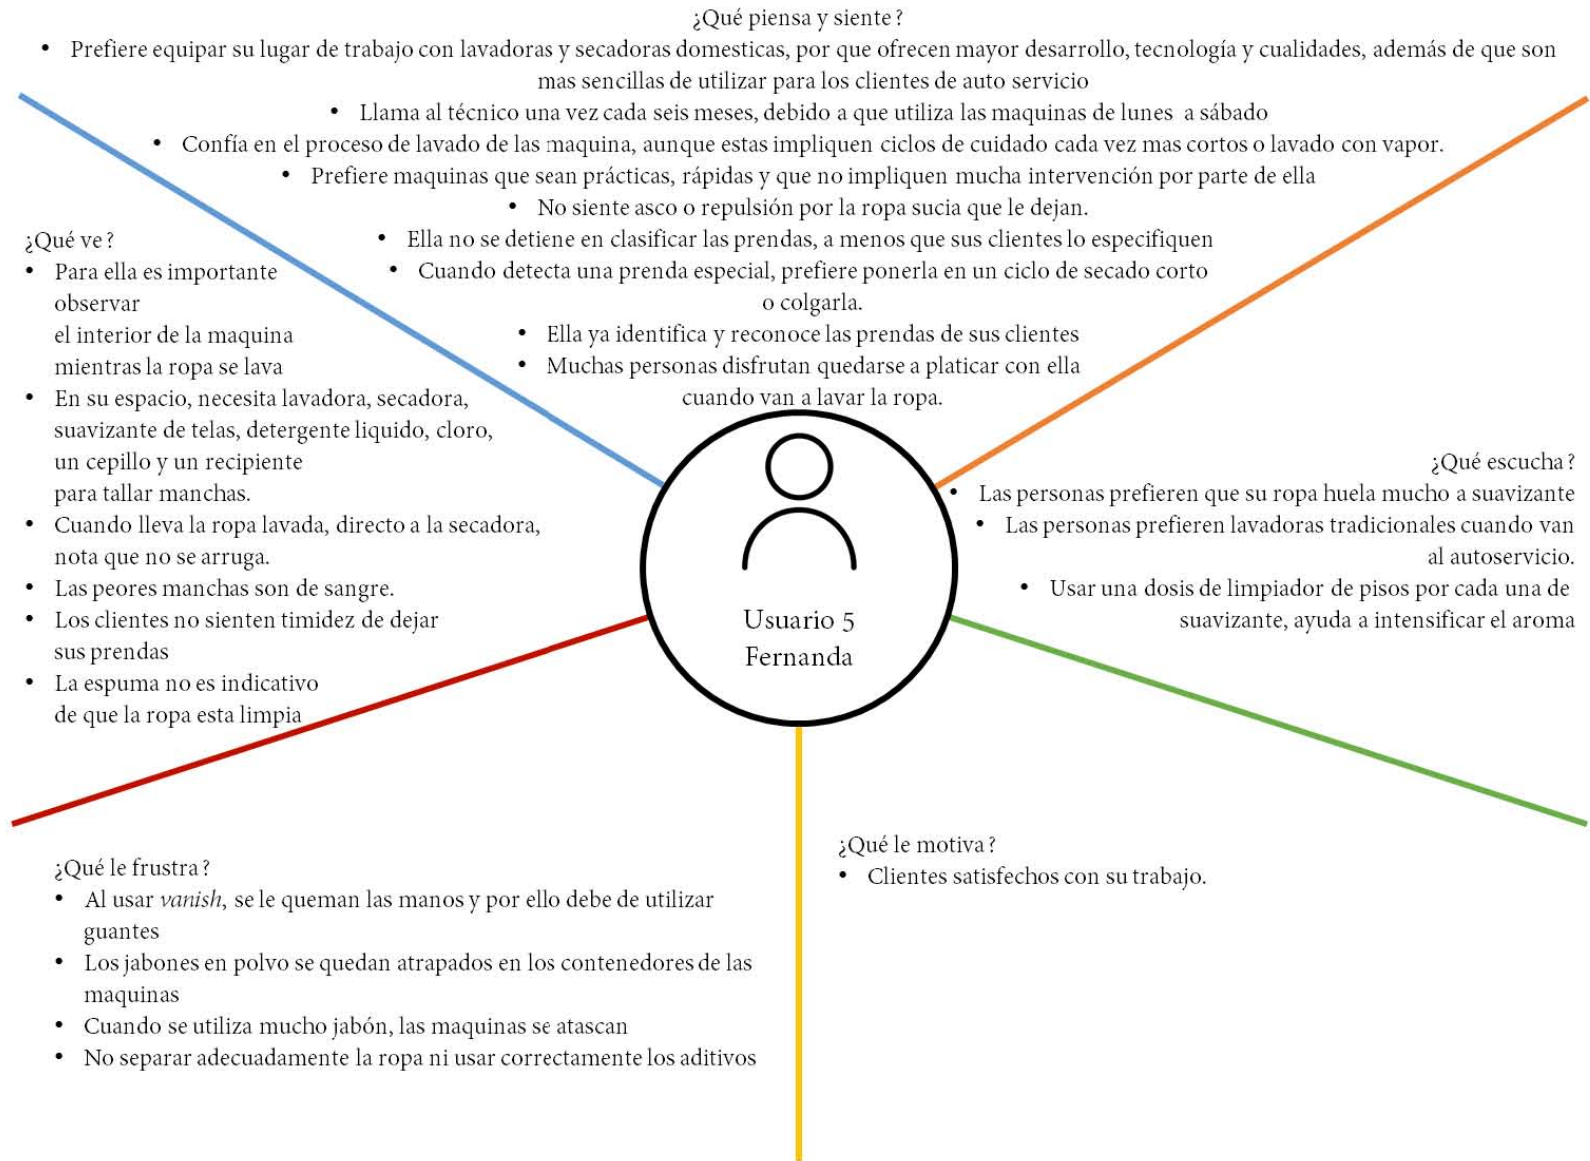 ¿Qué piensa y siente?
• Prefiere equipar su lugar de trabajo con lavadoras y secadoras domesticas, por que ofrecen mayor desarrollo, tecnología y cualidades, además de que son
mas sencillas de utilizar para los clientes de auto servicio
• Llama al técnico una vez cada seis meses, debido a que utiliza las maquinas de lunes a sábado
• Confía en el proceso de lavado de las maquina, aunque estas impliquen ciclos de cuidado cada vez mas cortos o lavado con vapor.
• Prefiere maquinas que sean prácticas, rápidas y que no impliquen mucha intervención por parte de ella
• No siente asco o repulsión por la ropa sucia que le dejan.
• Ella no se detiene en clasificar las prendas, a menos que sus clientes lo especifiquen
• Cuando detecta una prenda especial, prefiere ponerla en un ciclo de secado corto
o colgarla.
• Ella ya identifica y reconoce las prendas de sus clientes
• Muchas personas disfrutan quedarse a platicar con ella
cuando van a lavar la ropa.
¿Qué ve?
• Para ella es importante
observar
el interior de la maquina
mientras la ropa se lava
• En su espacio, necesita lavadora, secadora,
suavizante de telas, detergente liquido, cloro,
un cepillo y un recipiente
para tallar manchas.
• Cuando lleva la ropa lavada, directo a la secadora,
nota que no se arruga.
• Las peores manchas son de sangre.
• Los clientes no sienten timidez de dejar
sus prendas
• La espuma no es indicativo
de que la ropa esta limpia
¿Qué escucha?
• Las personas prefieren que su ropa huela mucho a suavizante
• Las personas prefieren lavadoras tradicionales cuando van
al autoservicio.
• Usar una dosis de limpiador de pisos por cada una de
suavizante, ayuda a intensificar el aroma
Usuario 5
Fernanda
¿Qué le frustra?
• Al usar vanish, se le queman las manos y por ello debe de utilizar
guantes
• Los jabones en polvo se quedan atrapados en los contenedores de las
maquinas
• Cuando se utiliza mucho jabón, las maquinas se atascan
• No separar adecuadamente la ropa ni usar correctamente los aditivos
¿Qué le motiva?
• Clientes satisfechos con su trabajo.